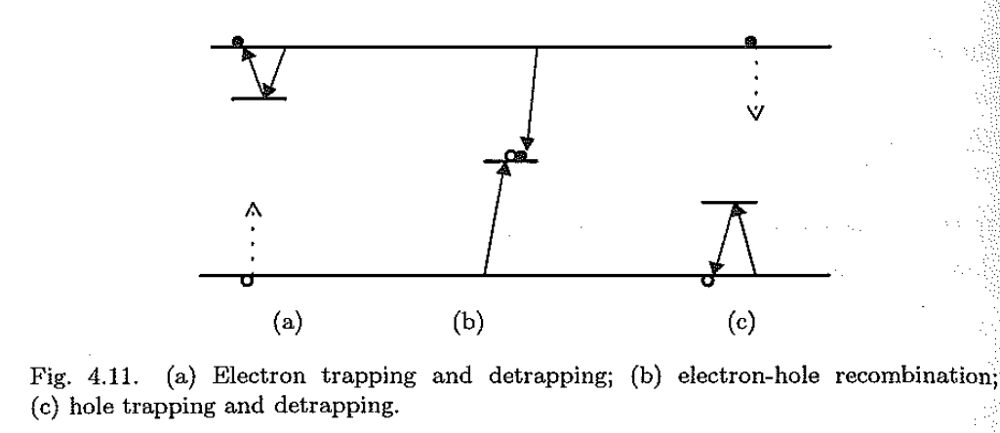 (a) (b) (c)
Fig. 4.11. (a) Electron trapping and detrapping; (b) electron-hole recombination;
(c) hole trapping and detrapping.